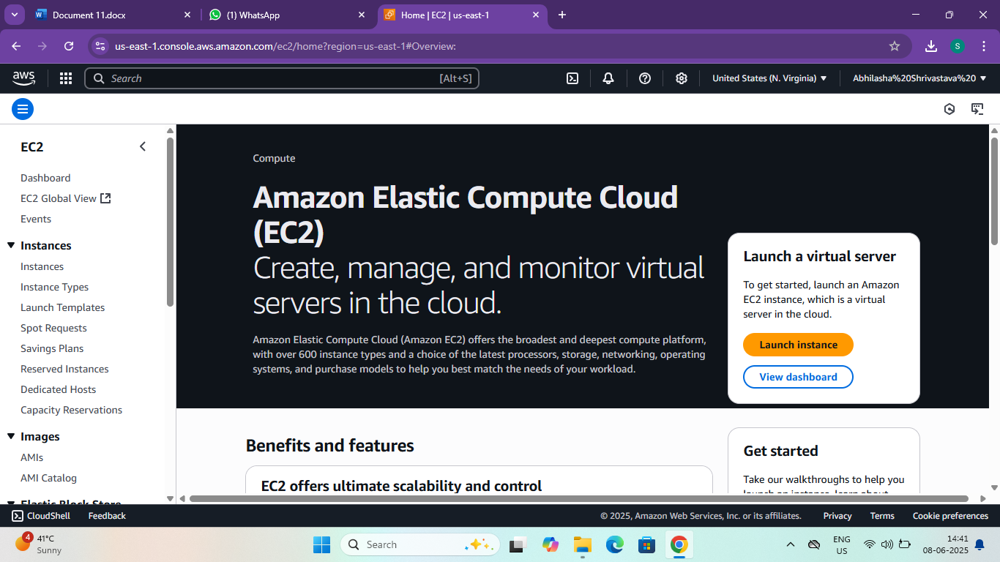 Document 11.docx
(1) WhatsApp
Home | EC2 | us-east-1
us-east-1.console.aws.amazon.com/ec2/home?region=us-east-1#Overview:
S
aws
Search
[Alt+S]
United States (N. Virginia)
Abhilasha%20Shrivastava%20
EC2
Dashboard
EC2 Global View
Events
Instances
Instances
Instance Types
Launch Templates
Spot Requests
Savings Plans
Reserved Instances
Dedicated Hosts
Capacity Reservations
Images
AMIs
AMI Catalog
Elastic Block Store
Compute
Amazon Elastic Compute Cloud
(EC2)
Create, manage, and monitor virtual
servers in the cloud.
Amazon Elastic Compute Cloud (Amazon EC2) offers the broadest and deepest compute platform,
with over 600 instance types and a choice of the latest processors, storage, networking, operating
systems, and purchase models to help you best match the needs of your workload.
Launch a virtual server
To get started, launch an Amazon
EC2 instance, which is a virtual
server in the cloud.
Launch instance
View dashboard
Benefits and features
EC2 offers ultimate scalability and control
Get started
Take our walkthroughs to help you
launch an instance, learn about
CloudShell
Feedback
© 2025, Amazon Web Services, Inc. or its affiliates.
Privacy
Terms
Cookie preferences
4
41°C
Sunny
Search
ENG
US
14:41
08-06-2025